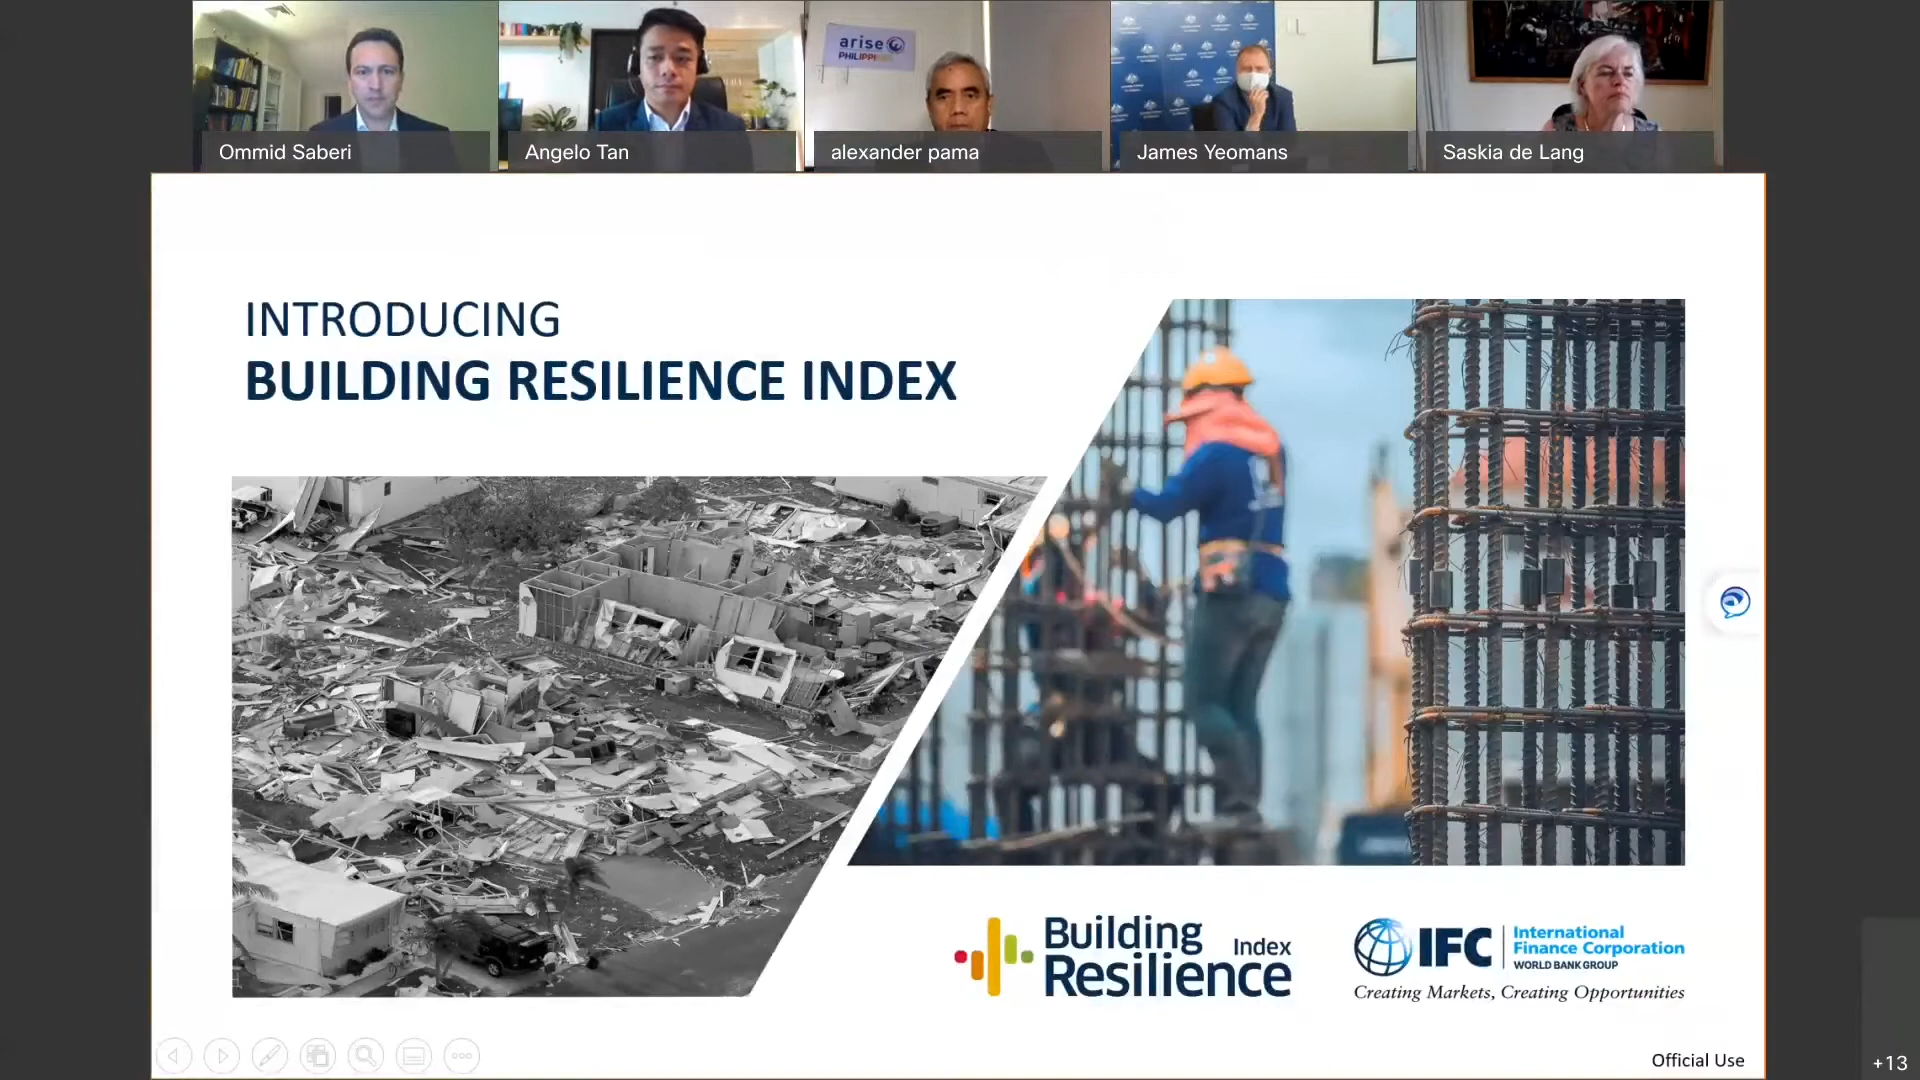 arise
PHILIPPINES
Ommid Saberi
Angelo Tan
alexander pama
James Yeomans
Saskia de Lang
INTRODUCING
BUILDING RESILIENCE INDEX
Building
Resilience Index
IFC
International
Finance Corporation
WORLD BANK GROUP
Creating Markets, Creating Opportunities
Official Use
+13